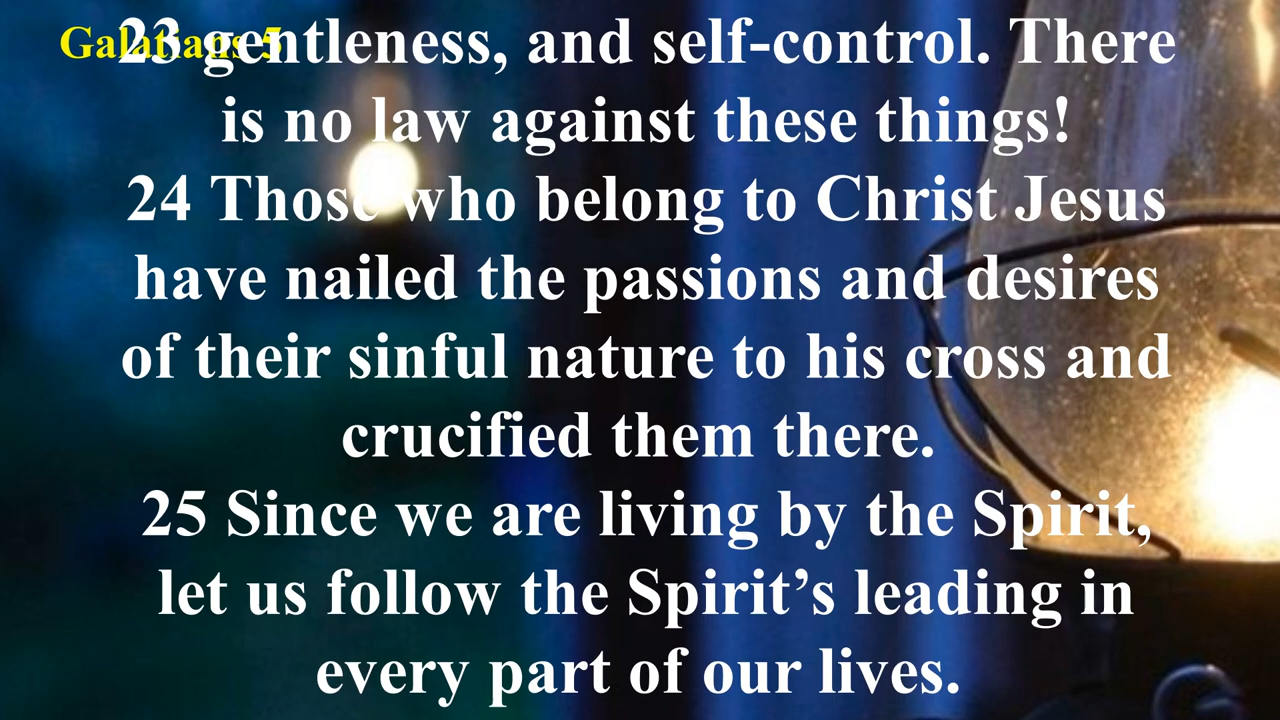 Galatians 5
23 gentleness, and self-control. There
is no law against these things!
24 Those who belong to Christ Jesus
have nailed the passions and desires
of their sinful nature to his cross and
crucified them there.
25 Since we are living by the Spirit,
let us follow the Spirit’s leading in
every part of our lives.